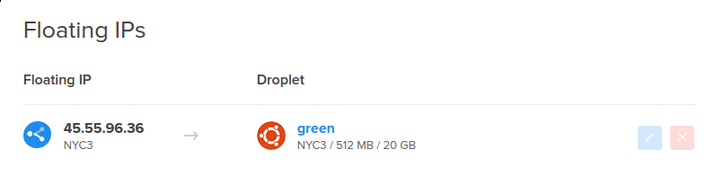 Floating IPs
Floating IP Droplet
45.55.96.36 → green
NYC3 NYC3 / 512 MB / 20 GB